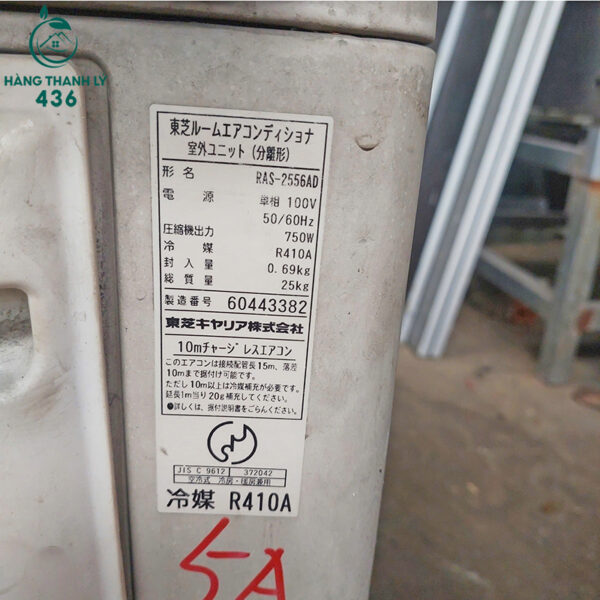 HÀNG THANH LÝ
436
東芝ルームエアコンディショナ
室外ユニット (分離形)
形名 RAS-2556AD
電源 単相 100V
50/60Hz
圧縮機出力 750W
冷媒 R410A
封入量 0.69kg
総質量 25kg
製造番号 60443382
東芝キヤリア株式会社
10mチャージレスエアコン
このエアコンは接続配管長15m、落差
10mまで据付け可能です。
ただし10m以上は冷媒補充が必要です。
延長1m当り20g補充してください。
●詳しくは、据付説明書をごらんください。
JIS C 9612 372042
空冷式 冷房・暖房兼用
冷媒 R410A
5A